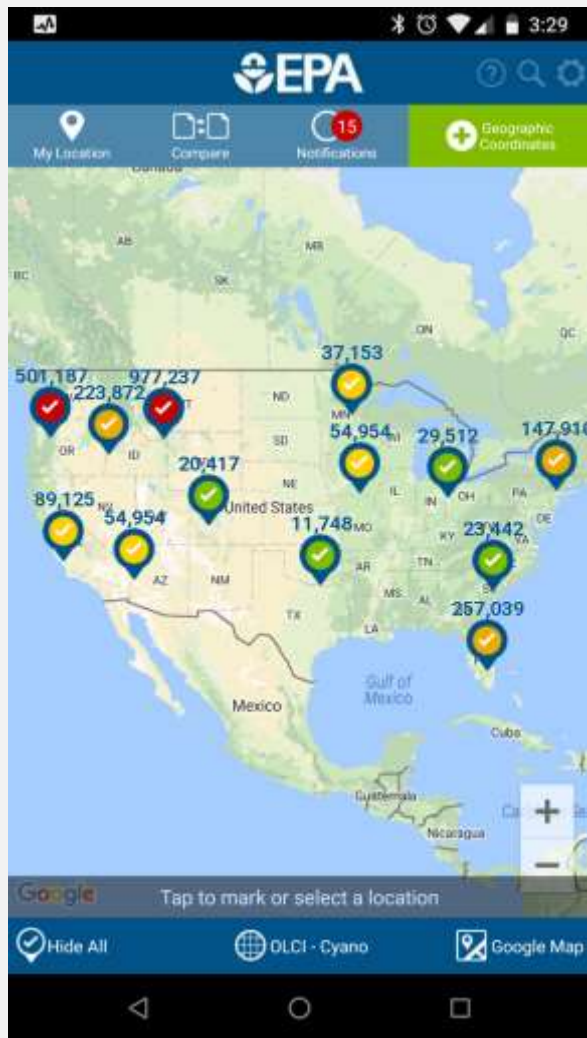 3:29
EPA
My Location
Compare
15
Notifications
Geographic
Coordinates
Canada
AB
MB
BC
SK
ON
QC
37,153
501,187
977,237
223,872
ND
MN
OR
ID
SD
54,954
29,512
147,910
20,417
NE
IL
IN
OH
PA
89,125
NV
United States
DE
54,954
11,748
MO
KY
VA
23,442
AZ
NM
AR
TN
MS
AL
TX
LA
257,039
Gulf of
Mexico
Mexico
Cuba
Guatemala
Nicaragua
+
−
Google
Tap to mark or select a location
Hide All
OLCI - Cyano
Google Map